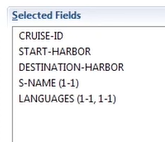 Selected Fields
CRUISE-ID
START-HARBOR
DESTINATION-HARBOR
S-NAME (1-1)
LANGUAGES (1-1, 1-1)